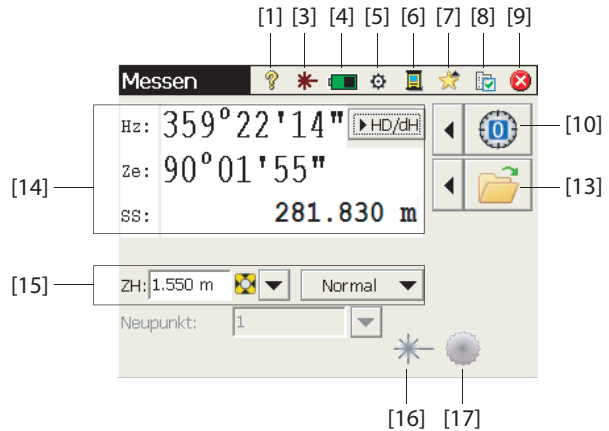 [1] [3] [4] [5] [6] [7] [8] [9]
Messen
Hz: 359°22'14" HD/dH
[10]
Ze: 90°01'55"
[14] [13]
SS: 281.830 m
[15] ZH: 1.550 m Normal
Neupunkt: 1
[16] [17]